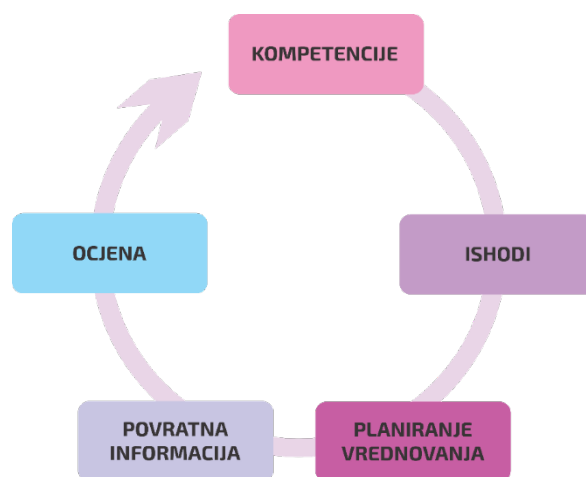 KOMPETENCIJE
ISHODI
PLANIRANJE
VREDNOVANJA
POVRATNA
INFORMACIJA
OCJENA